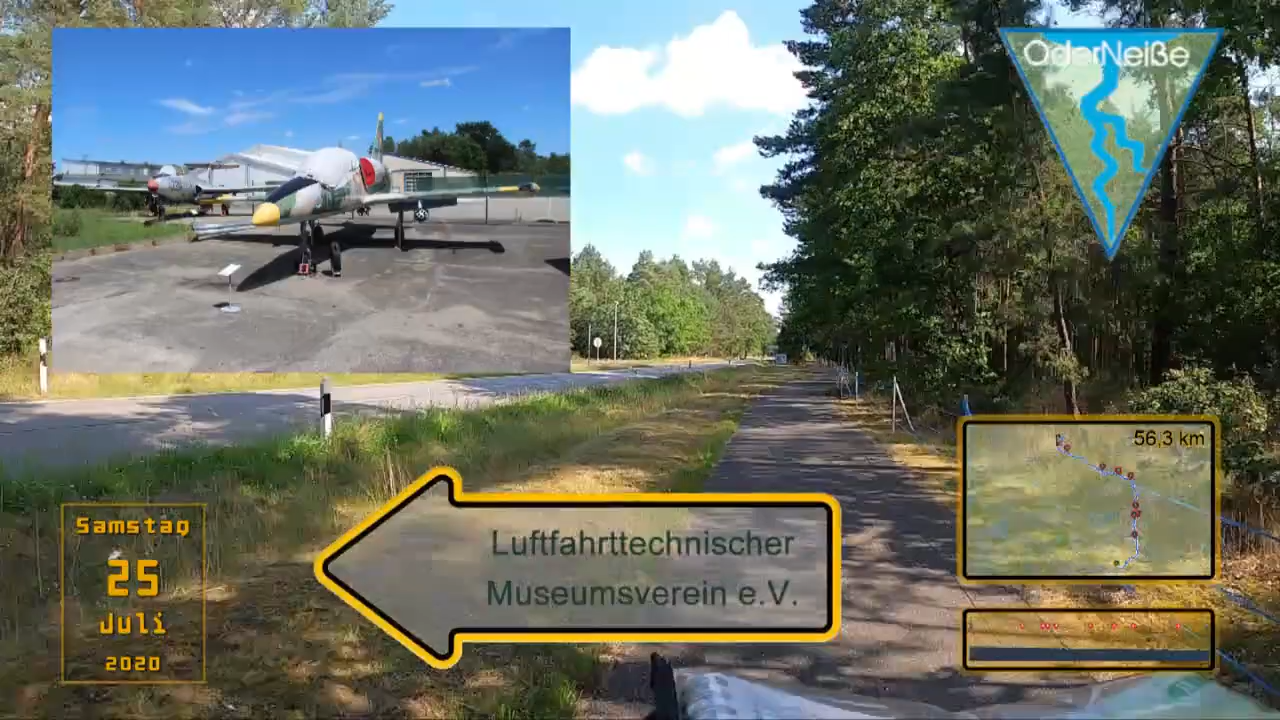 OderNeiße
56,3 km
Luftfahrttechnischer
Museumsverein e.V.
Samstag
25
Juli
2020